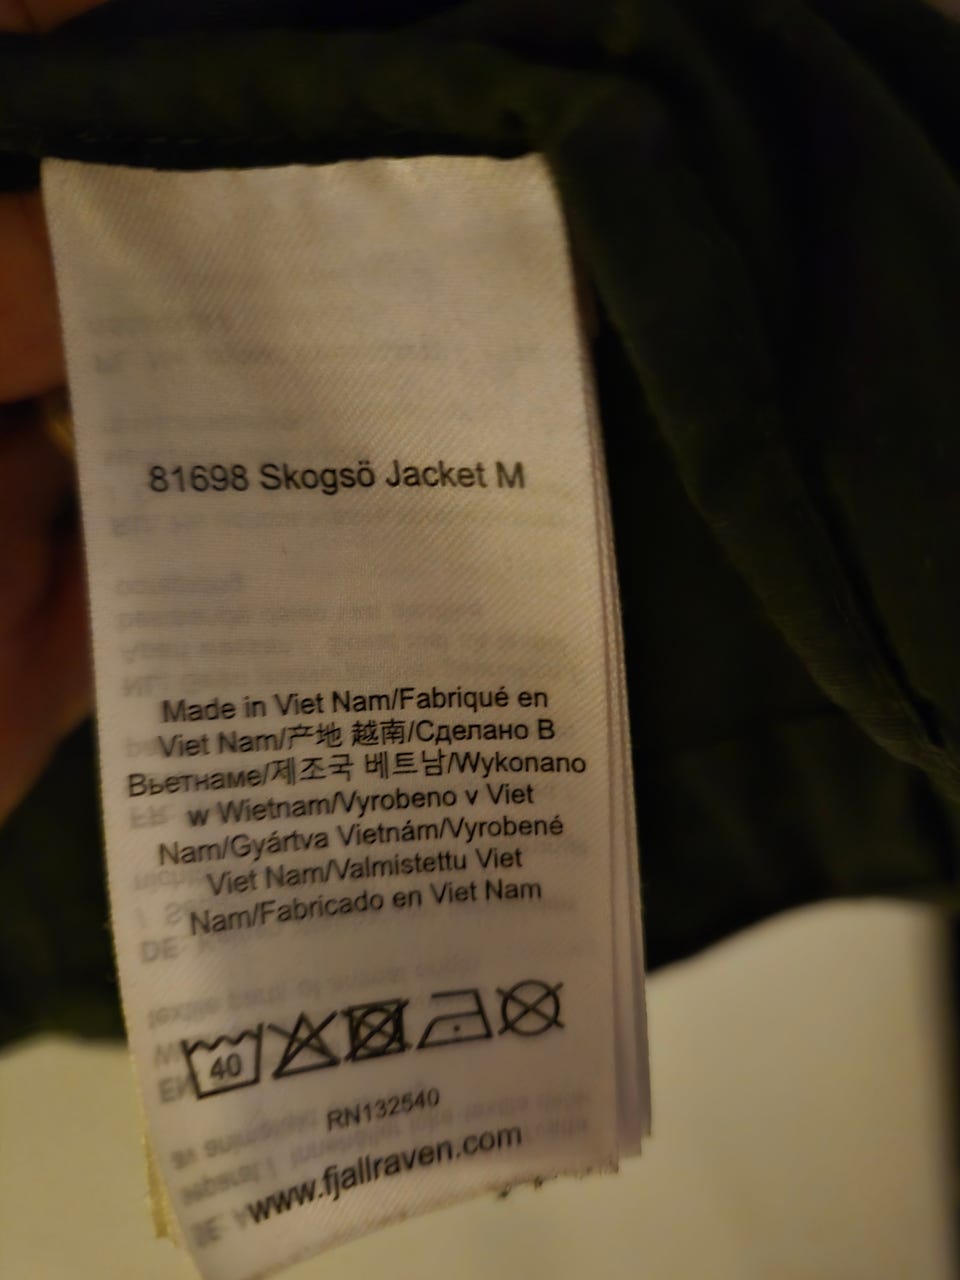 81698 Skogsö Jacket M
Made in Viet Nam/Fabriqué en
Viet Nam/产地 越南/Сделано В
Вьетнаме/제조국 베트남/Wykonano
w Wietnam/Vyrobeno v Viet
Nam/Gyártva Vietnám/Vyrobené
Viet Nam/Valmistettu Viet
Nam/Fabricado en Viet Nam
40
RN132540
www.fjallraven.com